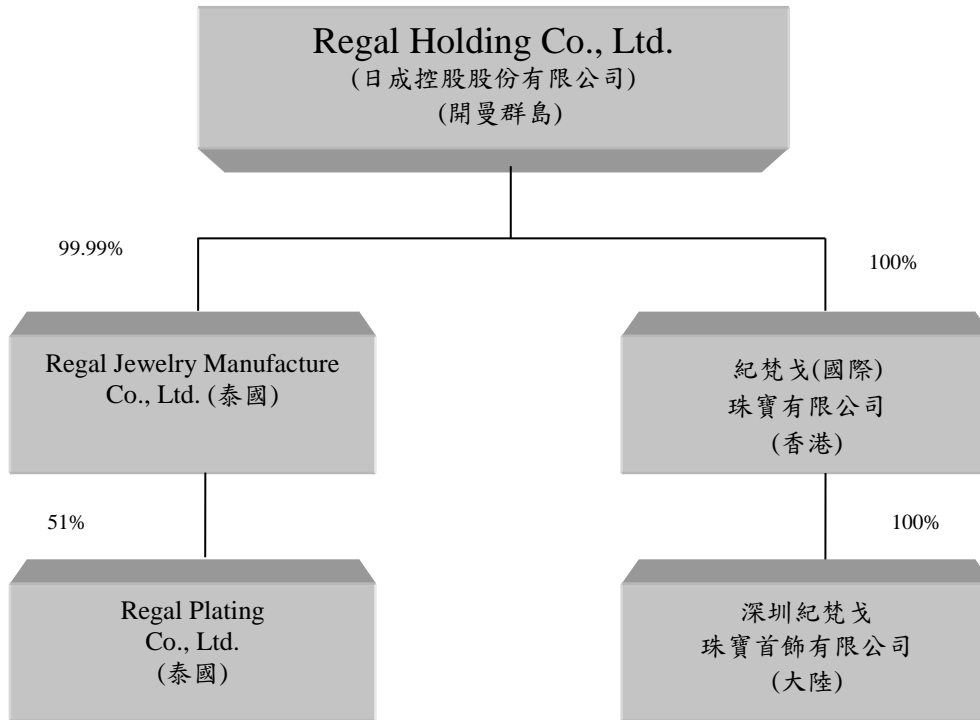 Regal Holding Co., Ltd.
(日成控股股份有限公司)
(開曼群島)
99.99%
100%
Regal Jewelry Manufacture
Co., Ltd. (泰國)
紀梵戈(國際)
珠寶有限公司
(香港)
51%
100%
Regal Plating
Co., Ltd.
(泰國)
深圳紀梵戈
珠寶首飾有限公司
(大陸)